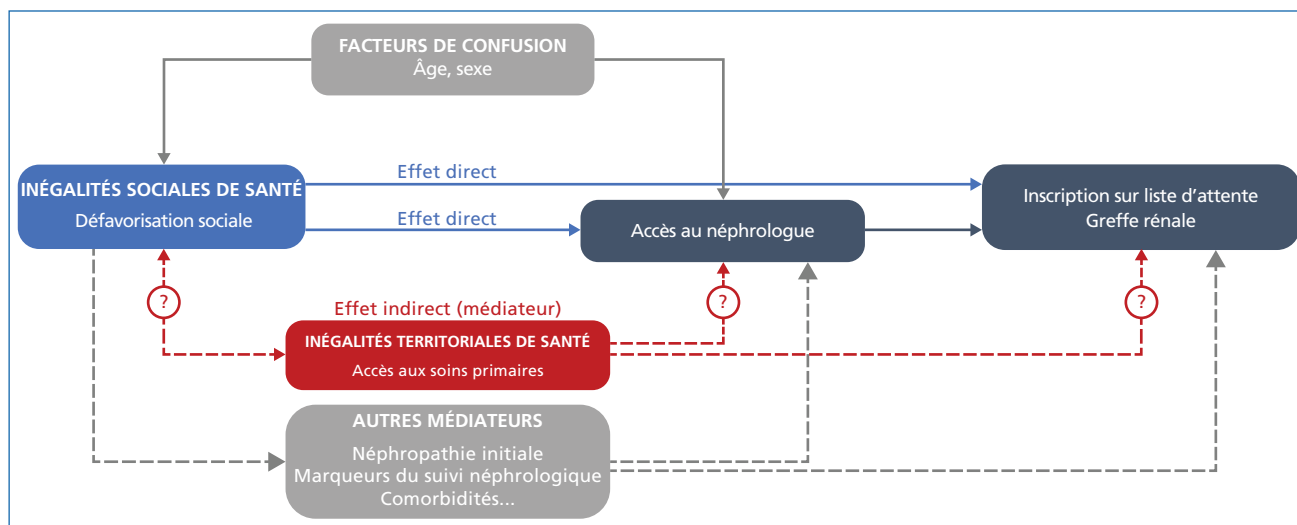 FACTEURS DE CONFUSION
Âge, sexe
INÉGALITÉS SOCIALES DE SANTÉ
Défavorisation sociale
Effet direct
Effet direct
Accès au néphrologue
Inscription sur liste d’attente
Greffe rénale
?
?
?
Effet indirect (médiateur)
INÉGALITÉS TERRITORIALES DE SANTÉ
Accès aux soins primaires
AUTRES MÉDIATEURS
Néphropathie initiale
Marqueurs du suivi néphrologique
Comorbidités...